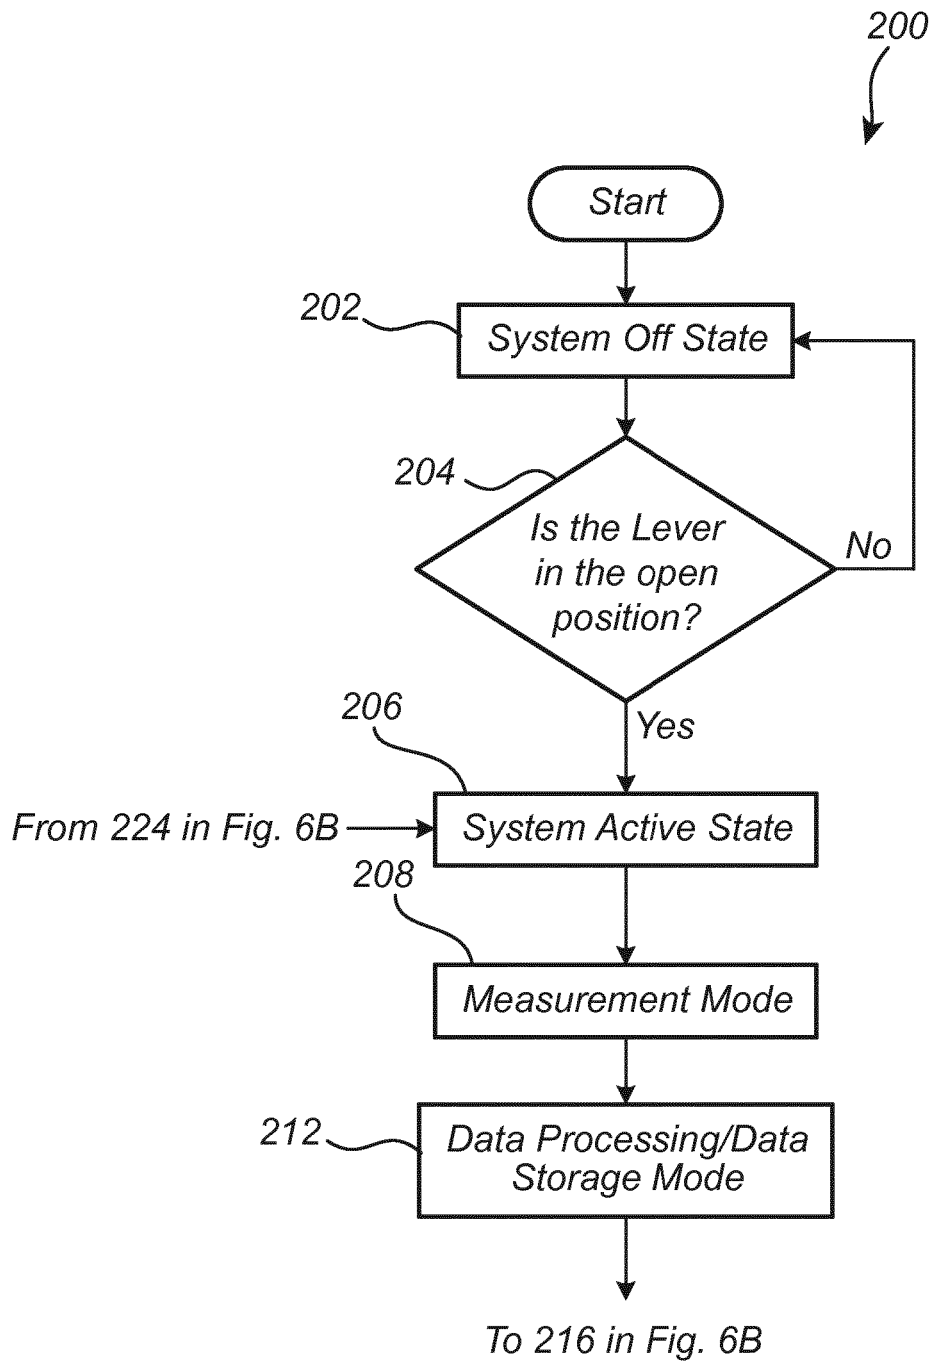 200
Start
202
System Off State
204
Is the Lever
in the open
position?
No
206
Yes
From 224 in Fig. 6B
System Active State
208
Measurement Mode
212
Data Processing/Data
Storage Mode
To 216 in Fig. 6B